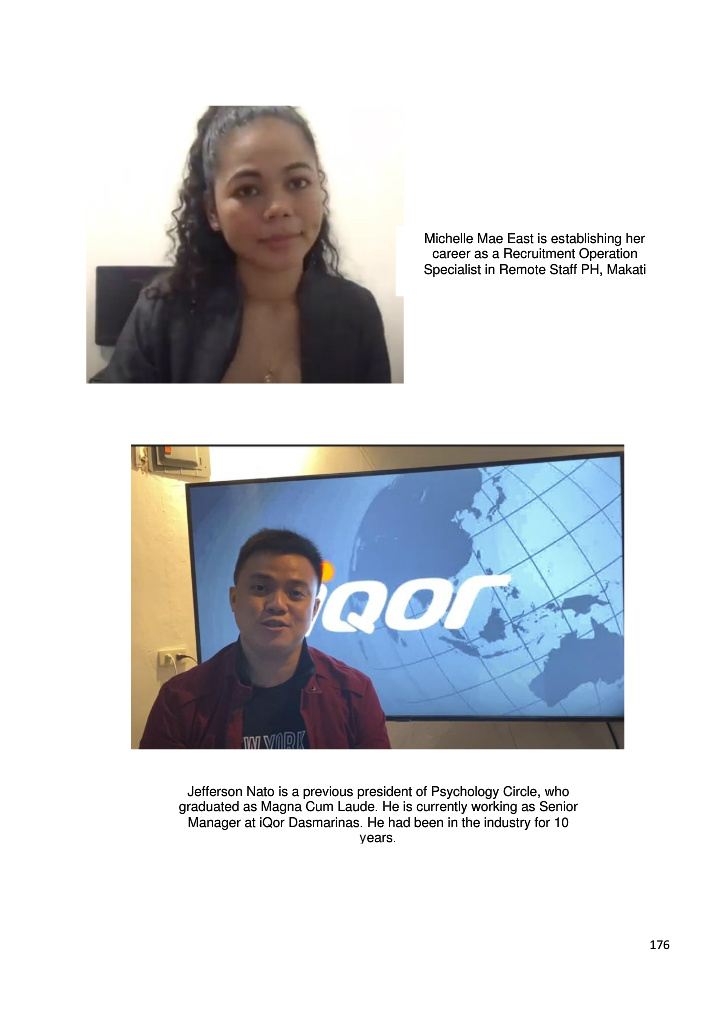 Michelle Mae East is establishing her
career as a Recruitment Operation
Specialist in Remote Staff PH, Makati
iQor
W YORK
Jefferson Nato is a previous president of Psychology Circle, who
graduated as Magna Cum Laude. He is currently working as Senior
Manager at iQor Dasmarinas. He had been in the industry for 10
years.
176